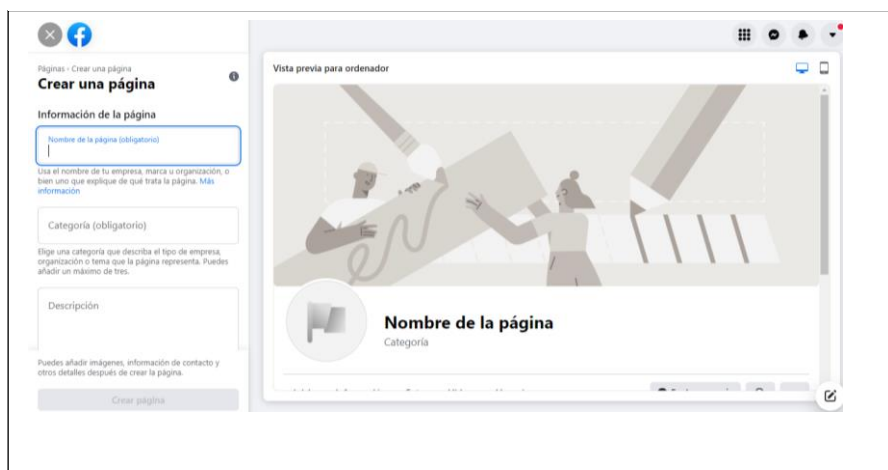 Páginas › Crear una página
Crear una página
Información de la página
Nombre de la página (obligatorio)
Usa el nombre de tu empresa, marca u organización, o
bien uno que explique de qué trata la página. Más
información
Categoría (obligatorio)
Elige una categoría que describa el tipo de empresa,
organización o tema que la página representa. Puedes
añadir un máximo de tres.
Descripción
Puedes añadir imágenes, información de contacto y
otros detalles después de crear la página.
Crear página
Vista previa para ordenador
Nombre de la página
Categoría